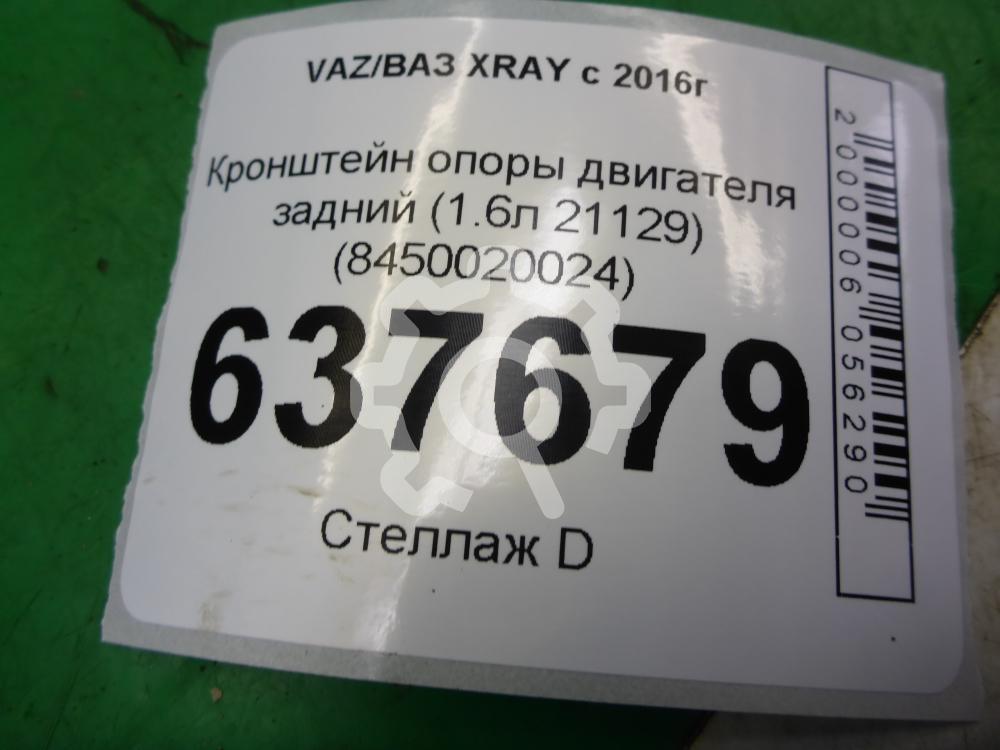 VAZ/ВАЗ XRAY с 2016г
Кронштейн опоры двигателя
задний (1.6л 21129)
(8450020024)
637679
Стеллаж D
2000006056290